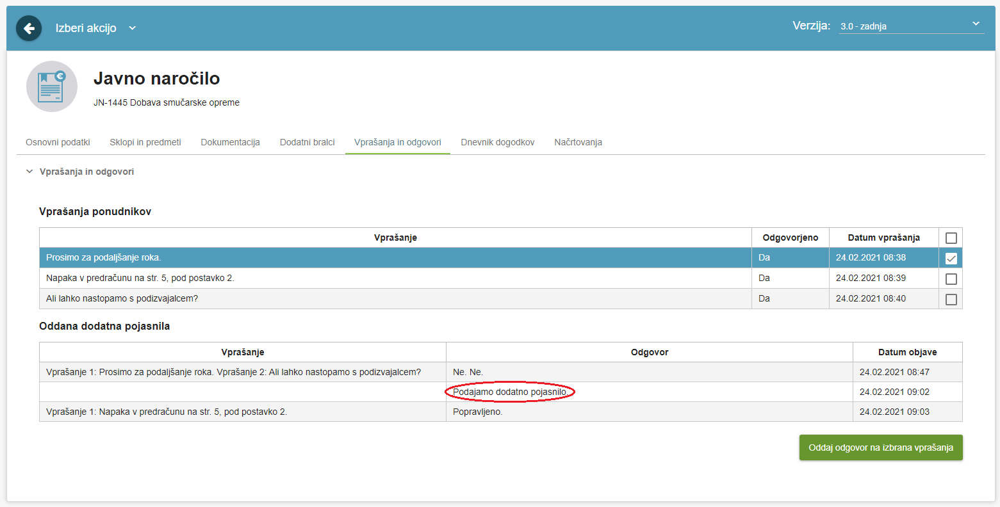 Izberi akcijo
Verzija: 3.0 - zadnja
Javno naročilo
JN-1445 Dobava smučarske opreme
Osnovni podatki Sklopi in predmeti Dokumentacija Dodatni bralci Vprašanja in odgovori Dnevnik dogodkov Načrtovanja
Vprašanja in odgovori
Vprašanja ponudnikov
Vprašanje Odgovorjeno Datum vprašanja
Prosimo za podaljšanje roka. Da 24.02.2021 08:38
Napaka v predračunu na str. 5, pod postavko 2. Da 24.02.2021 08:39
Ali lahko nastopamo s podizvajalcem? Da 24.02.2021 08:40
Oddana dodatna pojasnila
Vprašanje Odgovor Datum objave
Vprašanje 1: Prosimo za podaljšanje roka. Vprašanje 2: Ali lahko nastopamo s podizvajalcem? Ne. Ne. 24.02.2021 08:47
Podajamo dodatno pojasnilo. 24.02.2021 09:02
Vprašanje 1: Napaka v predračunu na str. 5, pod postavko 2. Popravljeno. 24.02.2021 09:03
Oddaj odgovor na izbrana vprašanja